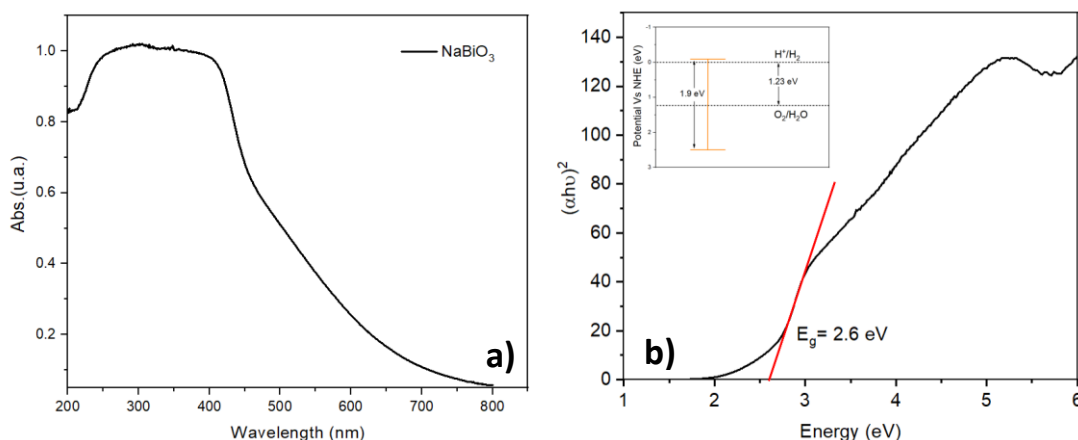 1.0
0.8
0.6
0.4
0.2
200
300
400
500
600
700
800
Abs.(u.a.)
Wavelength (nm)
NaBiO₃
a)
140
120
100
80
60
40
20
0
1
2
3
4
5
6
(αhυ)²
Energy (eV)
E_g= 2.6 eV
b)
-1
0
1
2
3
Potential Vs NHE (eV)
H⁺/H₂
1.9 eV
1.23 eV
O₂/H₂O